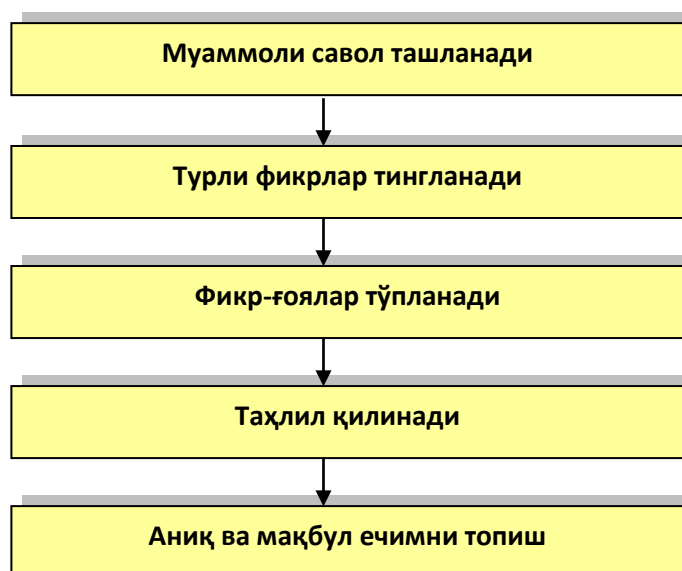 Муаммоли савол ташланади
Турли фикрлар тингланади
Фикр-ғоялар тўпланади
Таҳлил қилинади
Аниқ ва мақбул ечимни топиш